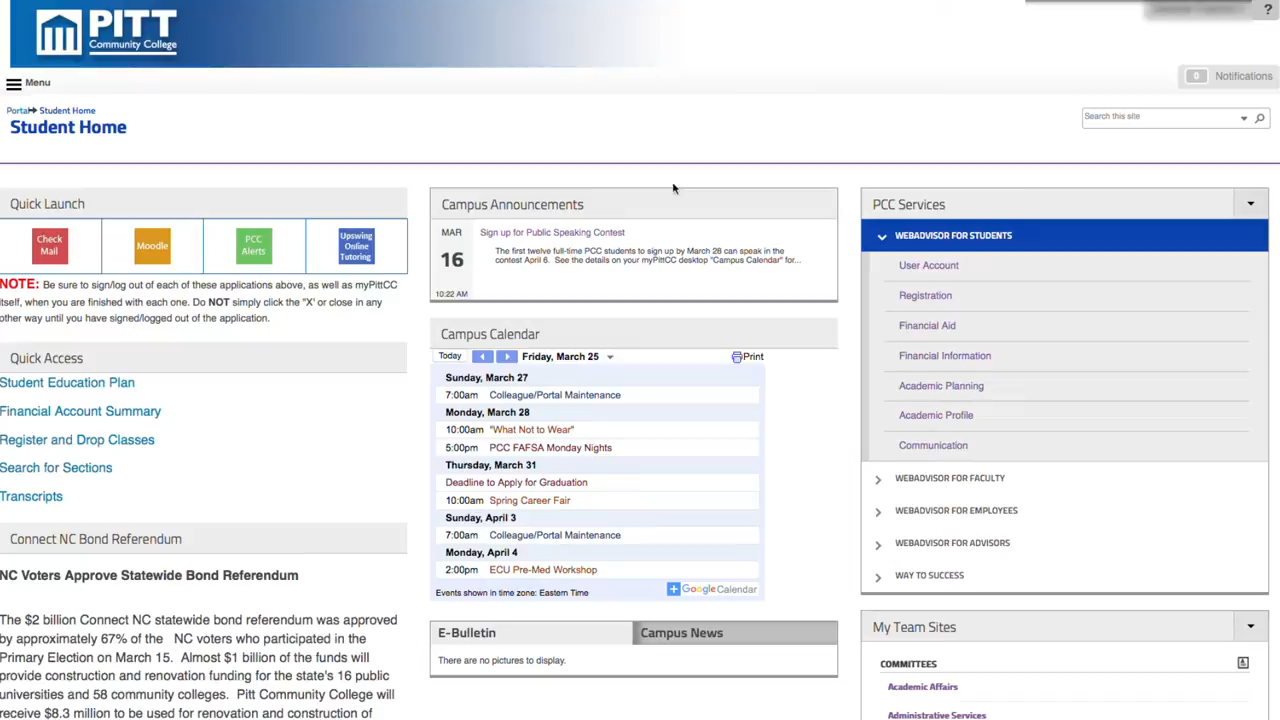 PITT
Community College
?
Menu
0 Notifications
Portal Student Home
Student Home
Search this site
Quick Launch
Check Mail
Moodle
PCC Alerts
Upswing Online Tutoring
NOTE: Be sure to sign/log out of each of these applications above, as well as myPittCC
itself, when you are finished with each one. Do NOT simply click the "X' or close in any
other way until you have signed/logged out of the application.
Quick Access
Student Education Plan
Financial Account Summary
Register and Drop Classes
Search for Sections
Transcripts
Connect NC Bond Referendum
NC Voters Approve Statewide Bond Referendum
The $2 billion Connect NC statewide bond referendum was approved
by approximately 67% of the NC voters who participated in the
Primary Election on March 15. Almost $1 billion of the funds will
provide construction and renovation funding for the state's 16 public
universities and 58 community colleges. Pitt Community College will
receive $8.3 million to be used for renovation and construction of
Campus Announcements
MAR
16
10:22 AM
Sign up for Public Speaking Contest
The first twelve full-time PCC students to sign up by March 28 can speak in the
contest April 6. See the details on your myPittCC desktop "Campus Calendar" for...
Campus Calendar
Today Friday, March 25 Print
Sunday, March 27
7:00am Colleague/Portal Maintenance
Monday, March 28
10:00am "What Not to Wear"
5:00pm PCC FAFSA Monday Nights
Thursday, March 31
Deadline to Apply for Graduation
10:00am Spring Career Fair
Sunday, April 3
7:00am Colleague/Portal Maintenance
Monday, April 4
2:00pm ECU Pre-Med Workshop
Events shown in time zone: Eastern Time
+ Google Calendar
E-Bulletin Campus News
There are no pictures to display.
PCC Services
WEBADVISOR FOR STUDENTS
User Account
Registration
Financial Aid
Financial Information
Academic Planning
Academic Profile
Communication
WEBADVISOR FOR FACULTY
WEBADVISOR FOR EMPLOYEES
WEBADVISOR FOR ADVISORS
WAY TO SUCCESS
My Team Sites
COMMITTEES
Academic Affairs
Administrative Services